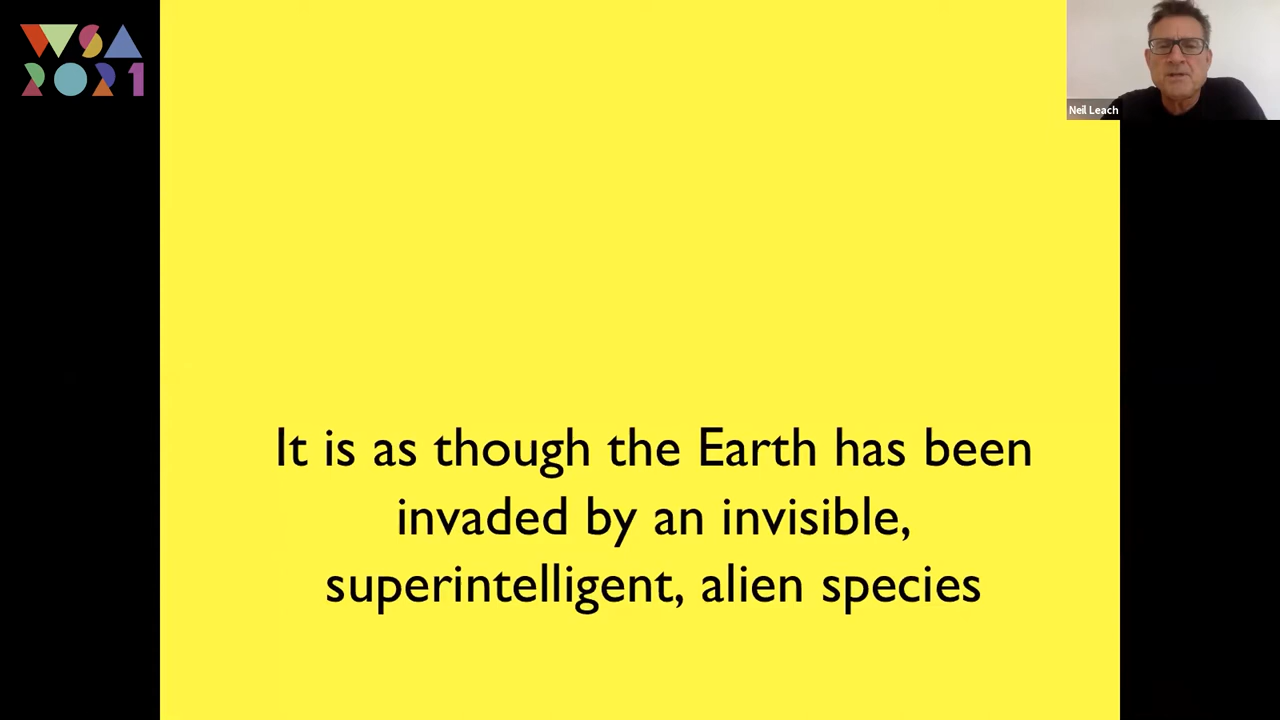 WSA
2021
Neil Leach
It is as though the Earth has been
invaded by an invisible,
superintelligent, alien species